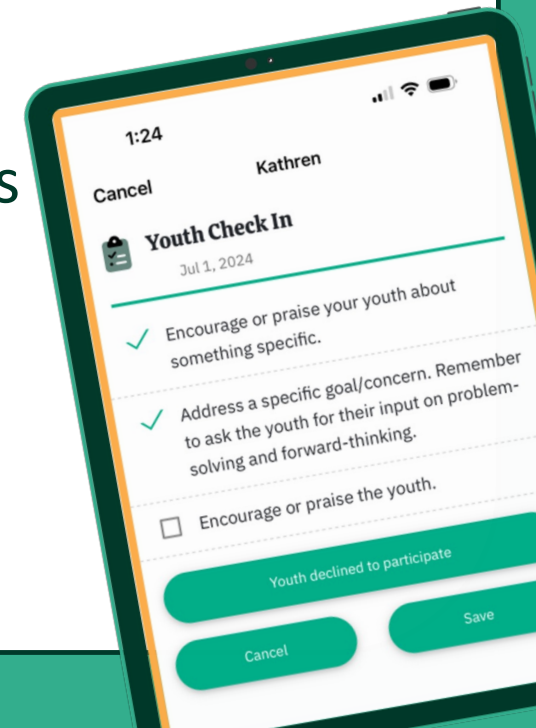 s
1:24
Cancel
Kathren
Youth Check In
Jul 1, 2024
Encourage or praise your youth about
something specific.
Address a specific goal/concern. Remember
to ask the youth for their input on problem-
solving and forward-thinking.
Encourage or praise the youth.
Youth declined to participate
Cancel
Save